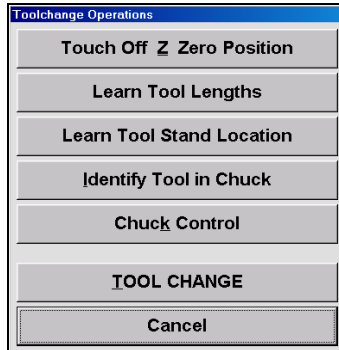 Toolchange Operations
Touch Off Z Zero Position
Learn Tool Lengths
Learn Tool Stand Location
Identify Tool in Chuck
Chuck Control
TOOL CHANGE
Cancel